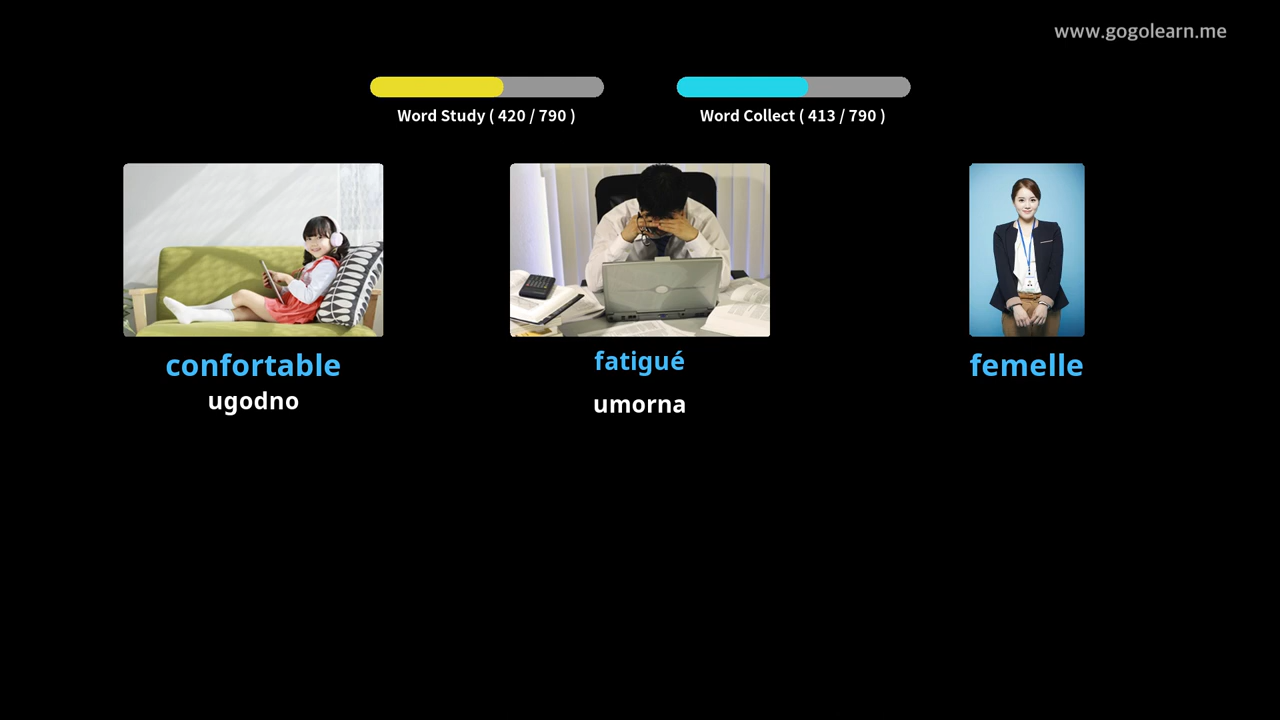 www.gogolearn.me
Word Study ( 420 / 790 )
Word Collect ( 413 / 790 )
confortable
ugodno
fatigué
umorna
femelle